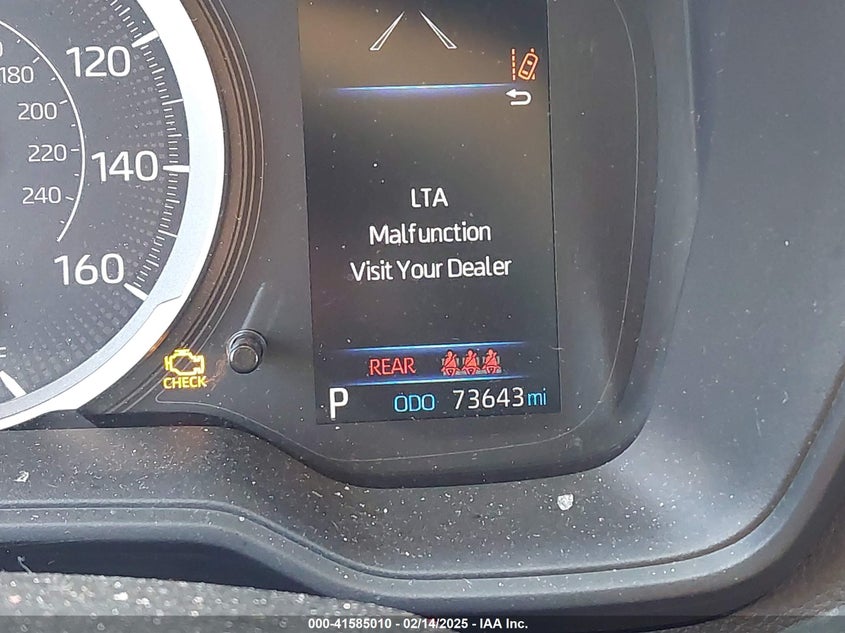 120
180
200
220
140
240
160
LTA
Malfunction
Visit Your Dealer
CHECK
REAR
P ODO 73643 mi
000-41585010 - 02/14/2025 - IAA Inc.